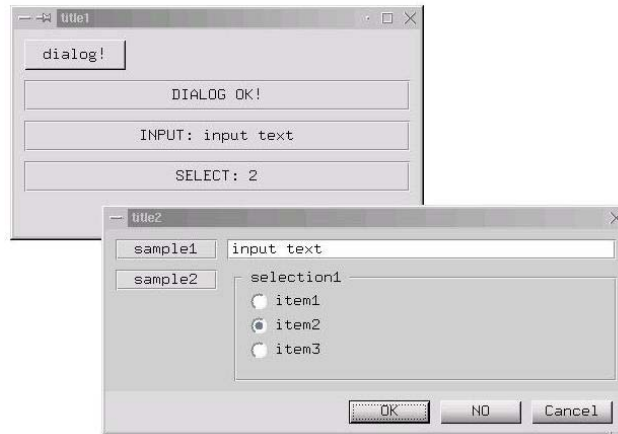 title1
dialog!
DIALOG OK!
INPUT: input text
SELECT: 2
title2
sample1 input text
sample2 selection1
item1
item2
item3
OK NO Cancel